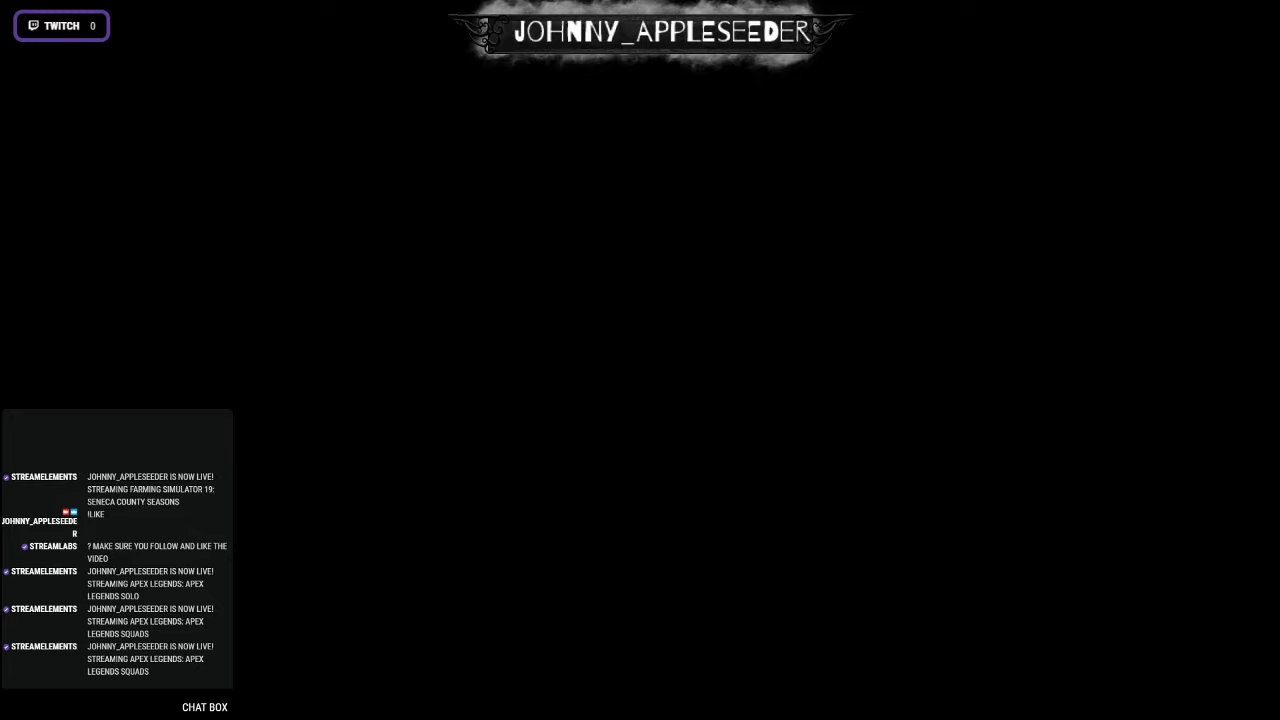 TWITCH 0
JOHNNY_APPLESEEDER
STREAMELEMENTS JOHNNY_APPLESEEDER IS NOW LIVE!
STREAMING FARMING SIMULATOR 19:
SENECA COUNTY SEASONS
!LIKE
JOHNNY_APPLESEEDE
R
STREAMLABS ? MAKE SURE YOU FOLLOW AND LIKE THE
VIDEO
STREAMELEMENTS JOHNNY_APPLESEEDER IS NOW LIVE!
STREAMING APEX LEGENDS: APEX
LEGENDS SOLO
STREAMELEMENTS JOHNNY_APPLESEEDER IS NOW LIVE!
STREAMING APEX LEGENDS: APEX
LEGENDS SQUADS
STREAMELEMENTS JOHNNY_APPLESEEDER IS NOW LIVE!
STREAMING APEX LEGENDS: APEX
LEGENDS SQUADS
CHAT BOX